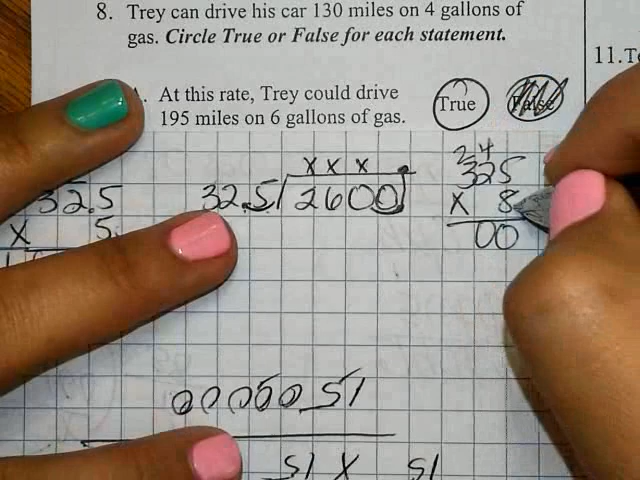 8. Trey can drive his car 130 miles on 4 gallons of
gas. Circle True or False for each statement.
11. T
At this rate, Trey could drive
195 miles on 6 gallons of gas.
True False
X X X
32.5 2600
32.5
X 5
24
325
X 8
00